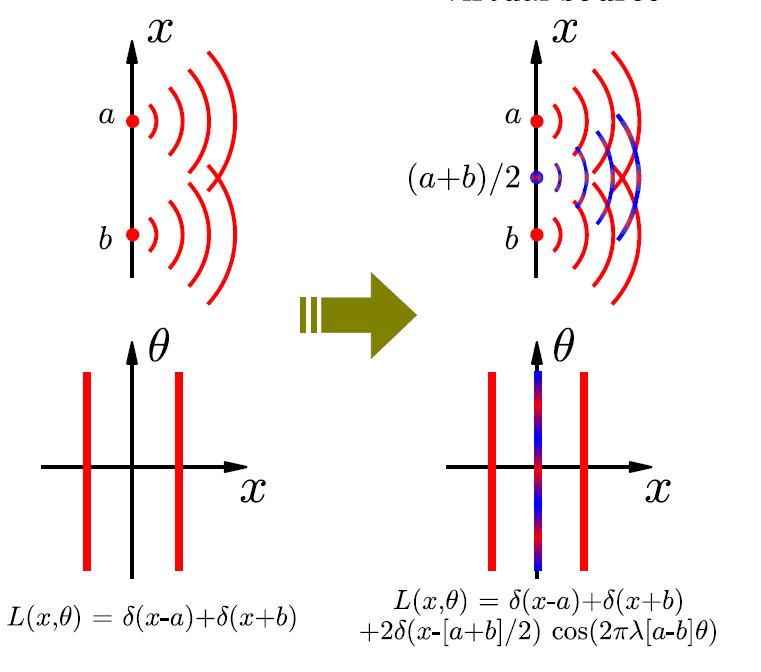 x
x
a
b
a
(a+b)/2
b
θ
x
θ
x
L(x,θ) = δ(x-a)+δ(x+b)
L(x,θ) = δ(x-a)+δ(x+b)
+2δ(x-[a+b]/2) cos(2πλ[a-b]θ)